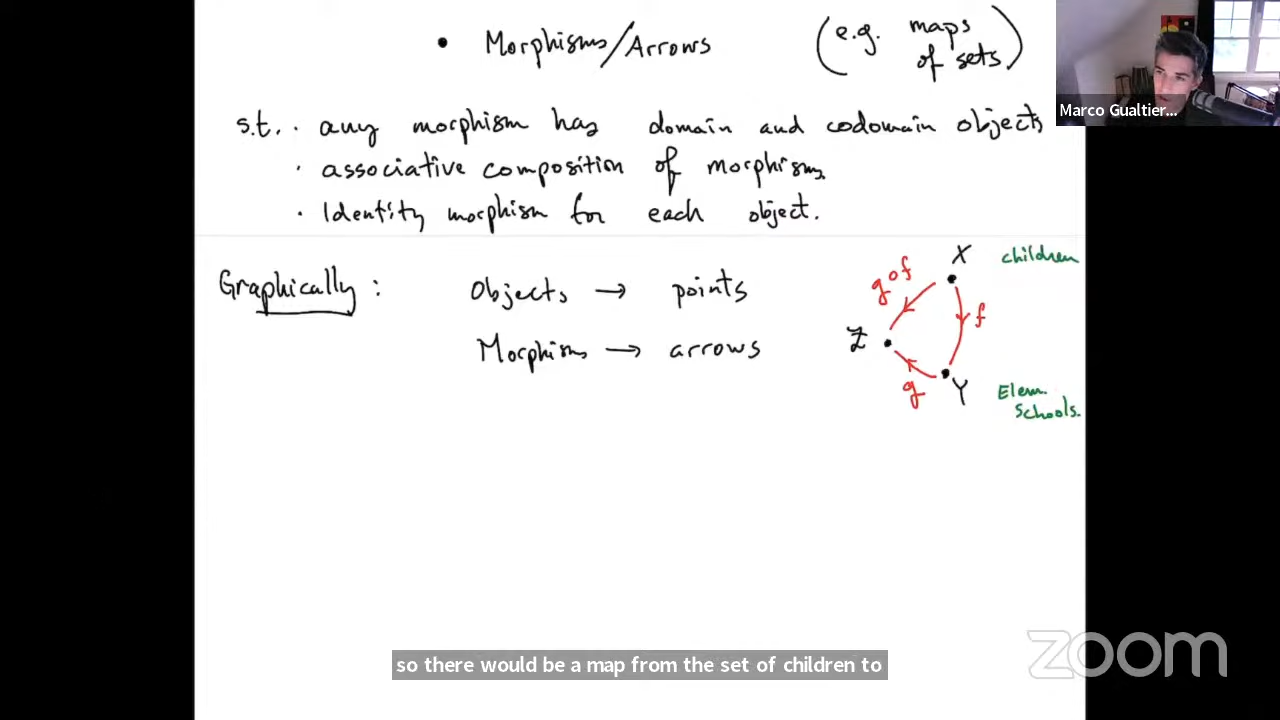 • Morphisms/Arrows (e.g. maps of sets)
s.t. · any morphism has domain and codomain objects
· associative composition of morphisms.
· Identity morphism for each object.
Graphically : Objects → points
Morphisms → arrows
X children
g∘f
f
Z
g
Y Elem.
Schools.
Marco Gualtier...
so there would be a map from the set of children to
zoom